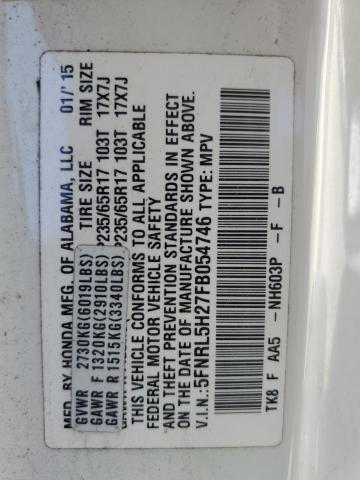 MED BY HONDA MFG. OF ALABAMA, LLC 01/'15
GVWR 2730KG(6019LBS) TIRE SIZE RIM SIZE
GAWR F 1320KG(2910LBS) P235/65R17 103T 17X7J
GAWR R 1515KG(3340LBS) P235/65R17 103T 17X7J
THIS VEHICLE CONFORMS TO ALL APPLICABLE
FEDERAL MOTOR VEHICLE SAFETY
AND THEFT PREVENTION STANDARDS IN EFFECT
ON THE DATE OF MANUFACTURE SHOWN ABOVE.
V.I.N.:5FNRL5H27FB054746 TYPE: MPV
TK8 F AA5 -NH603P -F -B